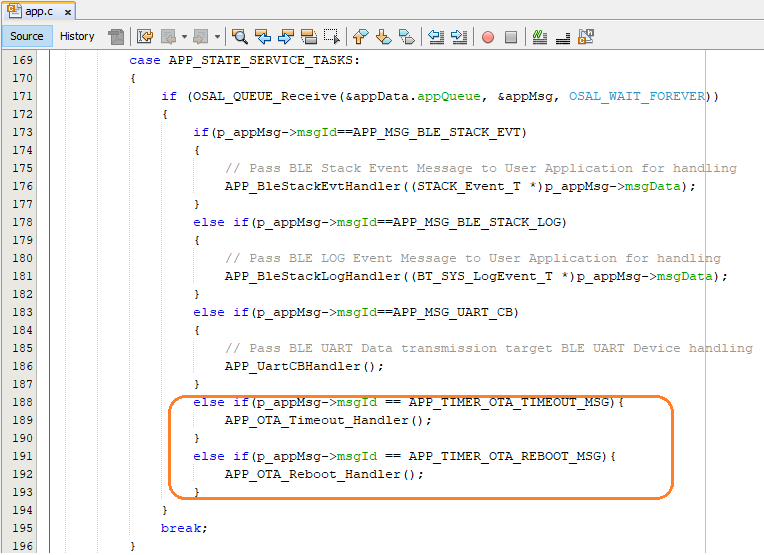 app.c x
Source History
169 case APP_STATE_SERVICE_TASKS:
170 {
171 if (OSAL_QUEUE_Receive(&appData.appQueue, &appMsg, OSAL_WAIT_FOREVER))
172 {
173 if(p_appMsg->msgId==APP_MSG_BLE_STACK_EVT)
174 {
175 // Pass BLE Stack Event Message to User Application for handling
176 APP_BleStackEvtHandler((STACK_Event_T *)p_appMsg->msgData);
177 }
178 else if(p_appMsg->msgId==APP_MSG_BLE_STACK_LOG)
179 {
180 // Pass BLE LOG Event Message to User Application for handling
181 APP_BleStackLogHandler((BT_SYS_LogEvent_T *)p_appMsg->msgData);
182 }
183 else if(p_appMsg->msgId==APP_MSG_UART_CB)
184 {
185 // Pass BLE UART Data transmission target BLE UART Device handling
186 APP_UartCBHandler();
187 }
188 else if(p_appMsg->msgId == APP_TIMER_OTA_TIMEOUT_MSG){
189 APP_OTA_Timeout_Handler();
190 }
191 else if(p_appMsg->msgId == APP_TIMER_OTA_REBOOT_MSG){
192 APP_OTA_Reboot_Handler();
193 }
194 }
195 break;
196 }